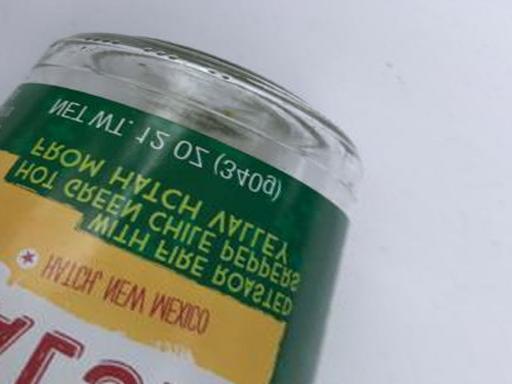 HATCH, NEW MEXICO
WITH FIRE ROASTED
HOT GREEN CHILE PEPPERS
FROM HATCH VALLEY
NET WT. 12 OZ (340g)